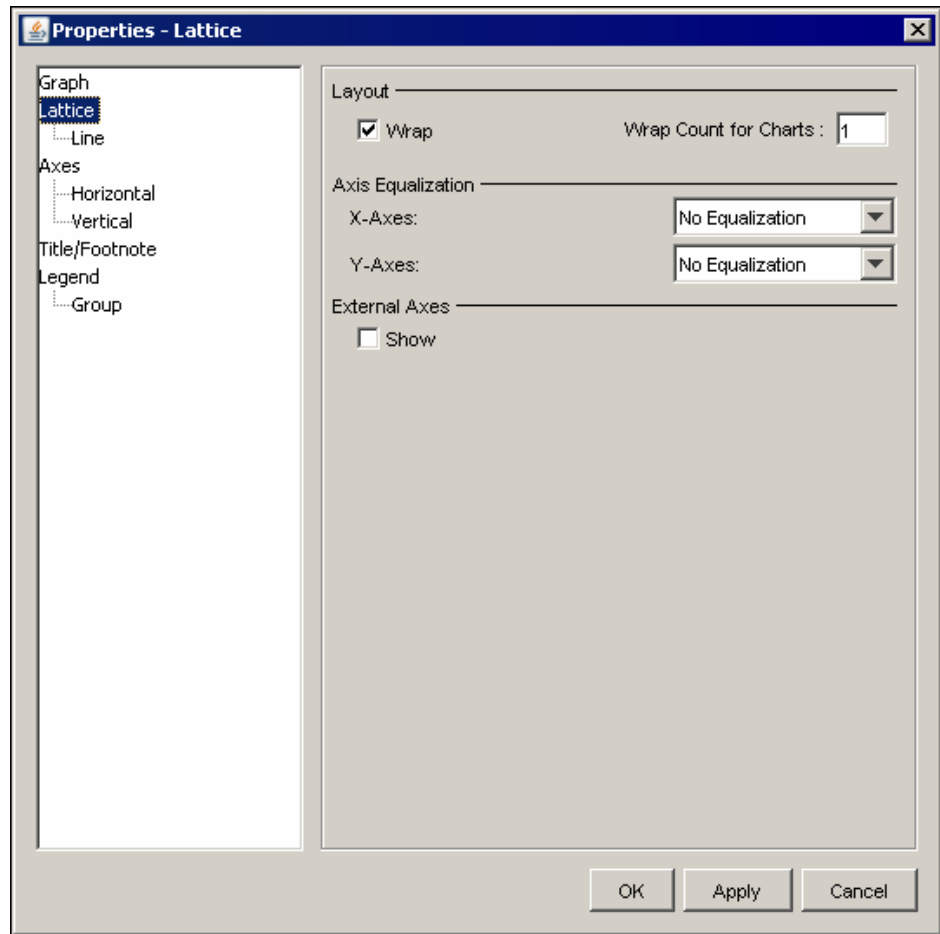 Properties - Lattice
Graph
Lattice
Line
Axes
Horizontal
Vertical
Title/Footnote
Legend
Group
Layout
Wrap Wrap Count for Charts : 1
Axis Equalization
X-Axes: No Equalization
Y-Axes: No Equalization
External Axes
Show
OK Apply Cancel